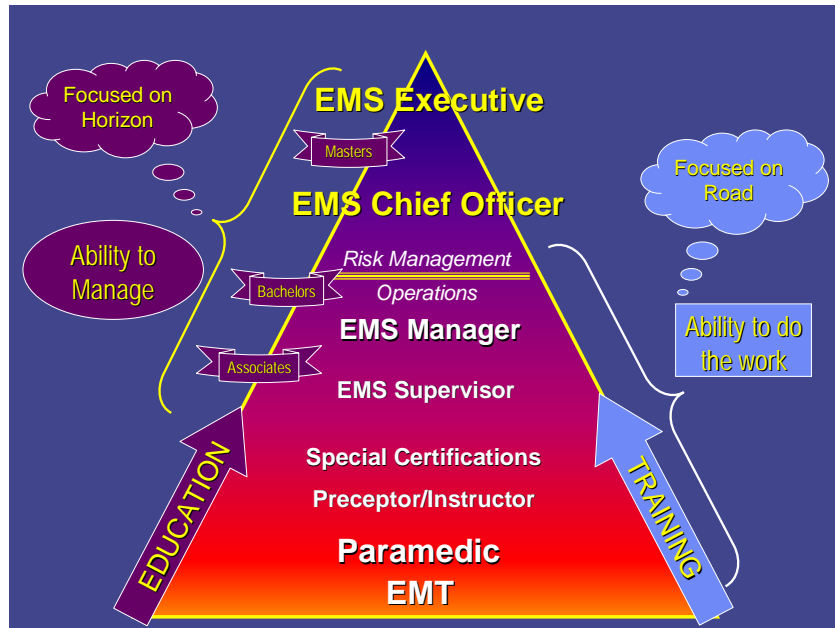 EMS Executive
Focused on
Horizon
Masters
Focused on
Road
EMS Chief Officer
Ability to
Manage
Risk Management
Bachelors
Operations
EMS Manager
Ability to do
the work
Associates
EMS Supervisor
EDUCATION
TRAINING
Special Certifications
Preceptor/Instructor
Paramedic
EMT